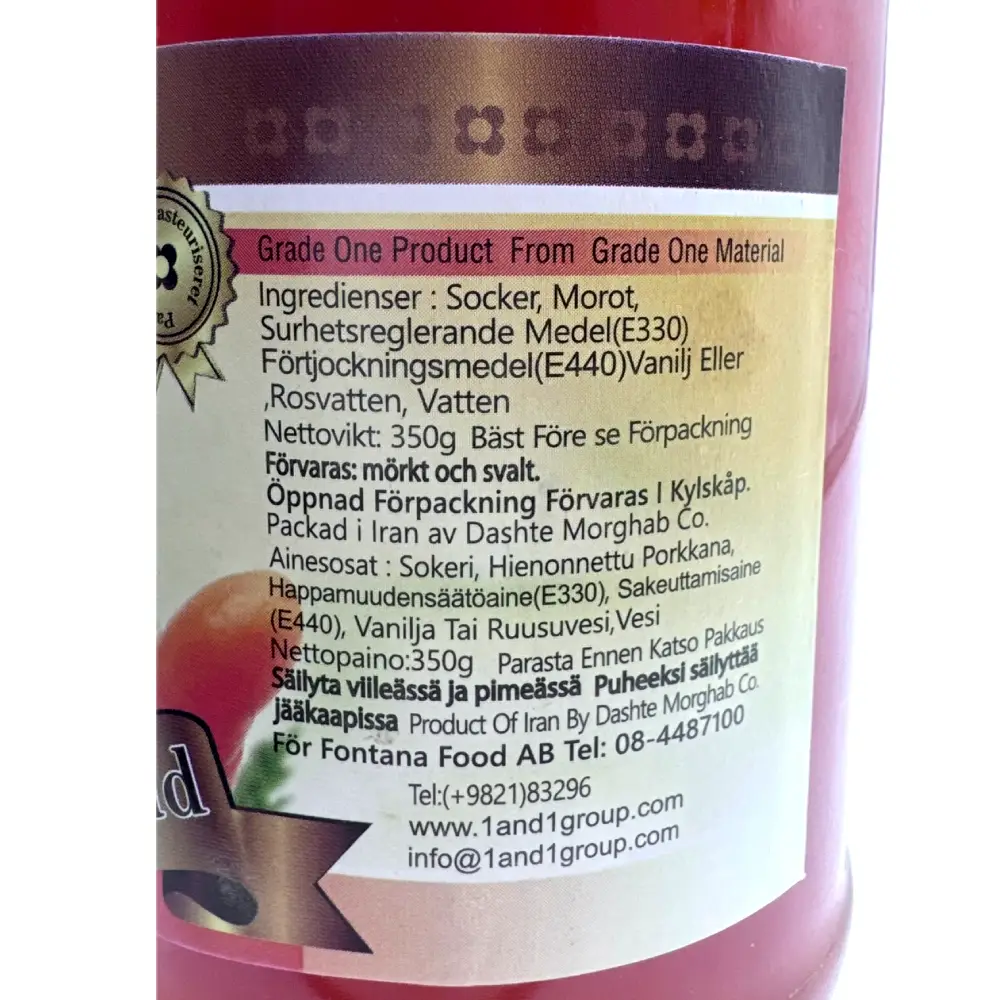 Pasteuriseret
Grade One Product From Grade One Material
Ingredienser : Socker, Morot,
Surhetsreglerande Medel(E330)
Förtjockningsmedel(E440)Vanilj Eller
,Rosvatten, Vatten
Nettovikt: 350g Bäst Före se Förpackning
Förvaras: mörkt och svalt.
Öppnad Förpackning Förvaras I Kylskåp.
Packad i Iran av Dashte Morghab Co.
Ainesosat : Sokeri, Hienonnettu Porkkana,
Happamuudensäätöaine(E330), Sakeuttamisaine
(E440), Vanilja Tai Ruusuvesi,Vesi
Nettopaino:350g Parasta Ennen Katso Pakkaus
Säilyta viileässä ja pimeässä Puheeksi säilyttää
jääkaapissa Product Of Iran By Dashte Morghab Co.
För Fontana Food AB Tel: 08-4487100
Tel:(+9821)83296
www.1and1group.com
info@1and1group.com